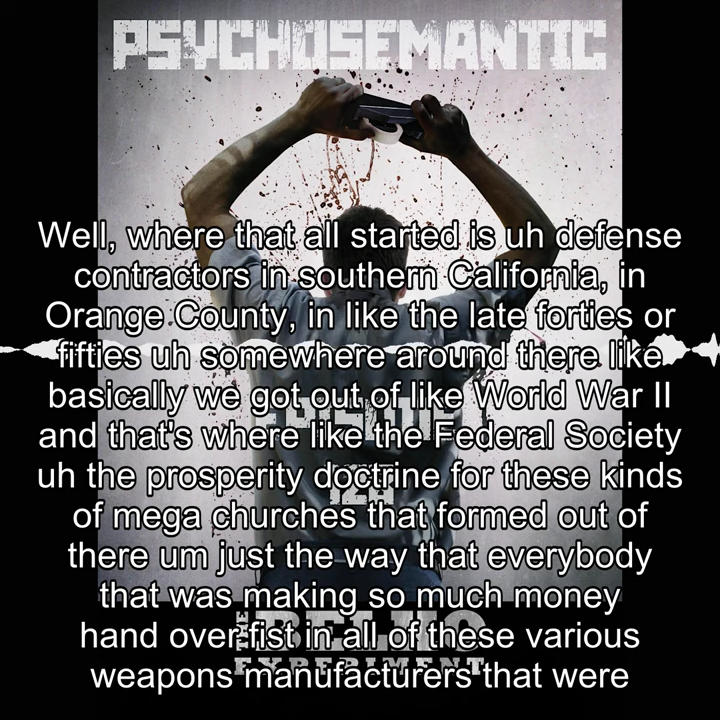 PSYCHOSEMANTIC
Well, where that all started is uh defense
contractors in southern California, in
Orange County, in like the late forties or
fifties uh somewhere around there like
basically we got out of like World War II
and that's where like the Federal Society
uh the prosperity doctrine for these kinds
of mega churches that formed out of
there um just the way that everybody
that was making so much money
hand over fist in all of these various
weapons manufacturers that were
THE BELKO
EXPERIMENT